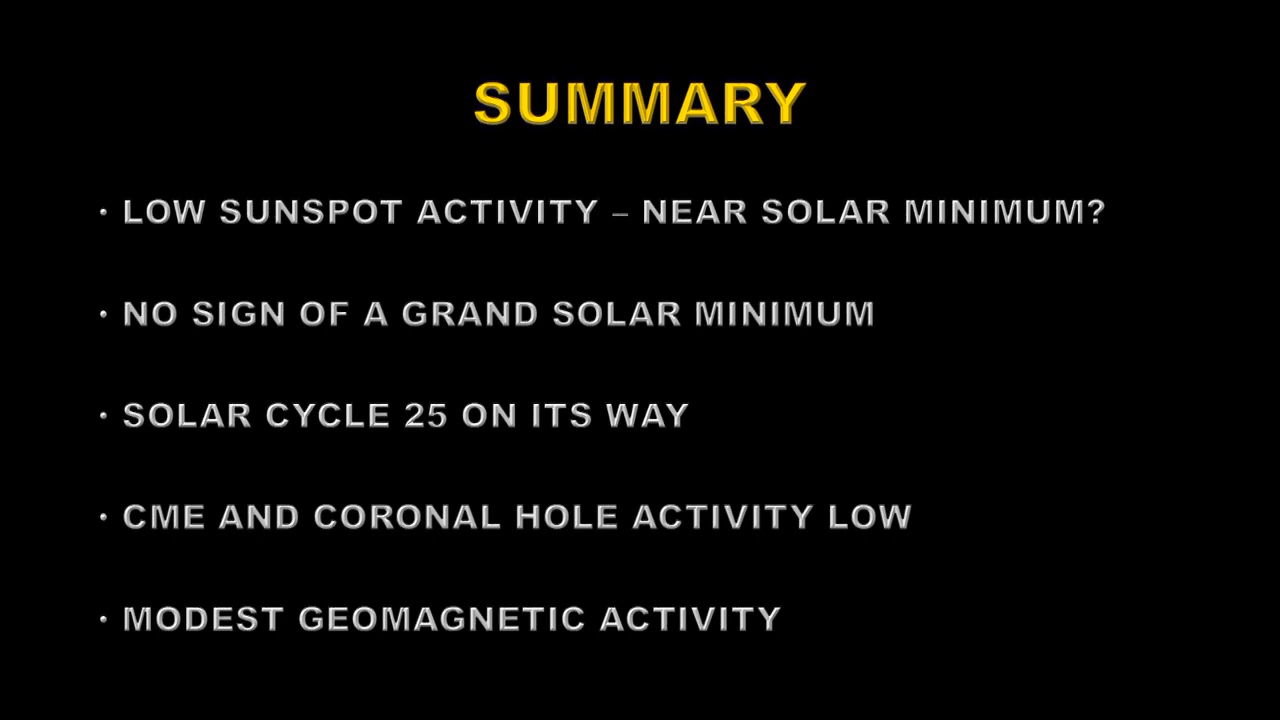 SUMMARY
• LOW SUNSPOT ACTIVITY – NEAR SOLAR MINIMUM?
• NO SIGN OF A GRAND SOLAR MINIMUM
• SOLAR CYCLE 25 ON ITS WAY
• CME AND CORONAL HOLE ACTIVITY LOW
• MODEST GEOMAGNETIC ACTIVITY